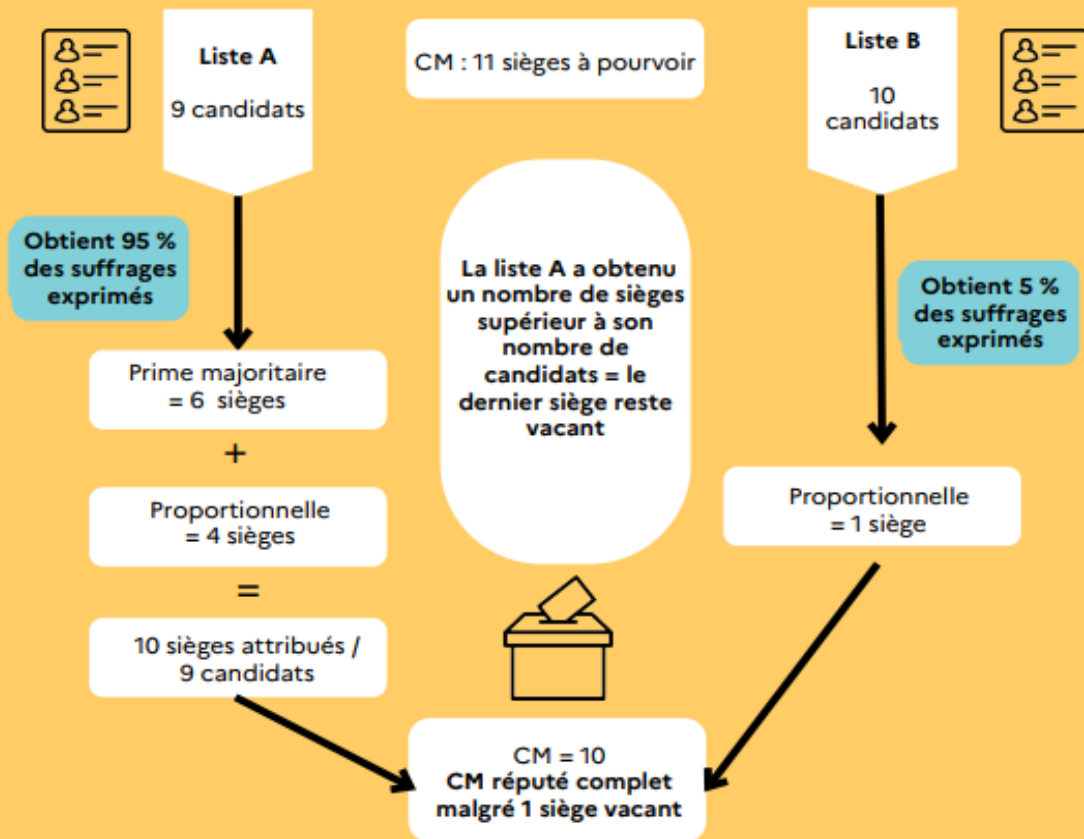 Liste A
9 candidats
CM : 11 sièges à pourvoir
Liste B
10
candidats
Obtient 95 %
des suffrages
exprimés
La liste A a obtenu
un nombre de sièges
supérieur à son
nombre de
candidats = le
dernier siège reste
vacant
Obtient 5 %
des suffrages
exprimés
Prime majoritaire
= 6 sièges
+
Proportionnelle
= 4 sièges
=
10 sièges attribués /
9 candidats
Proportionnelle
= 1 siège
CM = 10
CM réputé complet
malgré 1 siège vacant